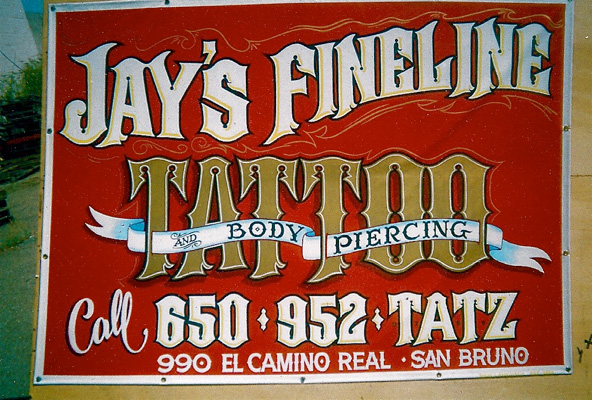 JAY'S FINELINE
TATTOO
AND BODY PIERCING
Call 650 · 952 · TATZ
990 EL CAMINO REAL · SAN BRUNO